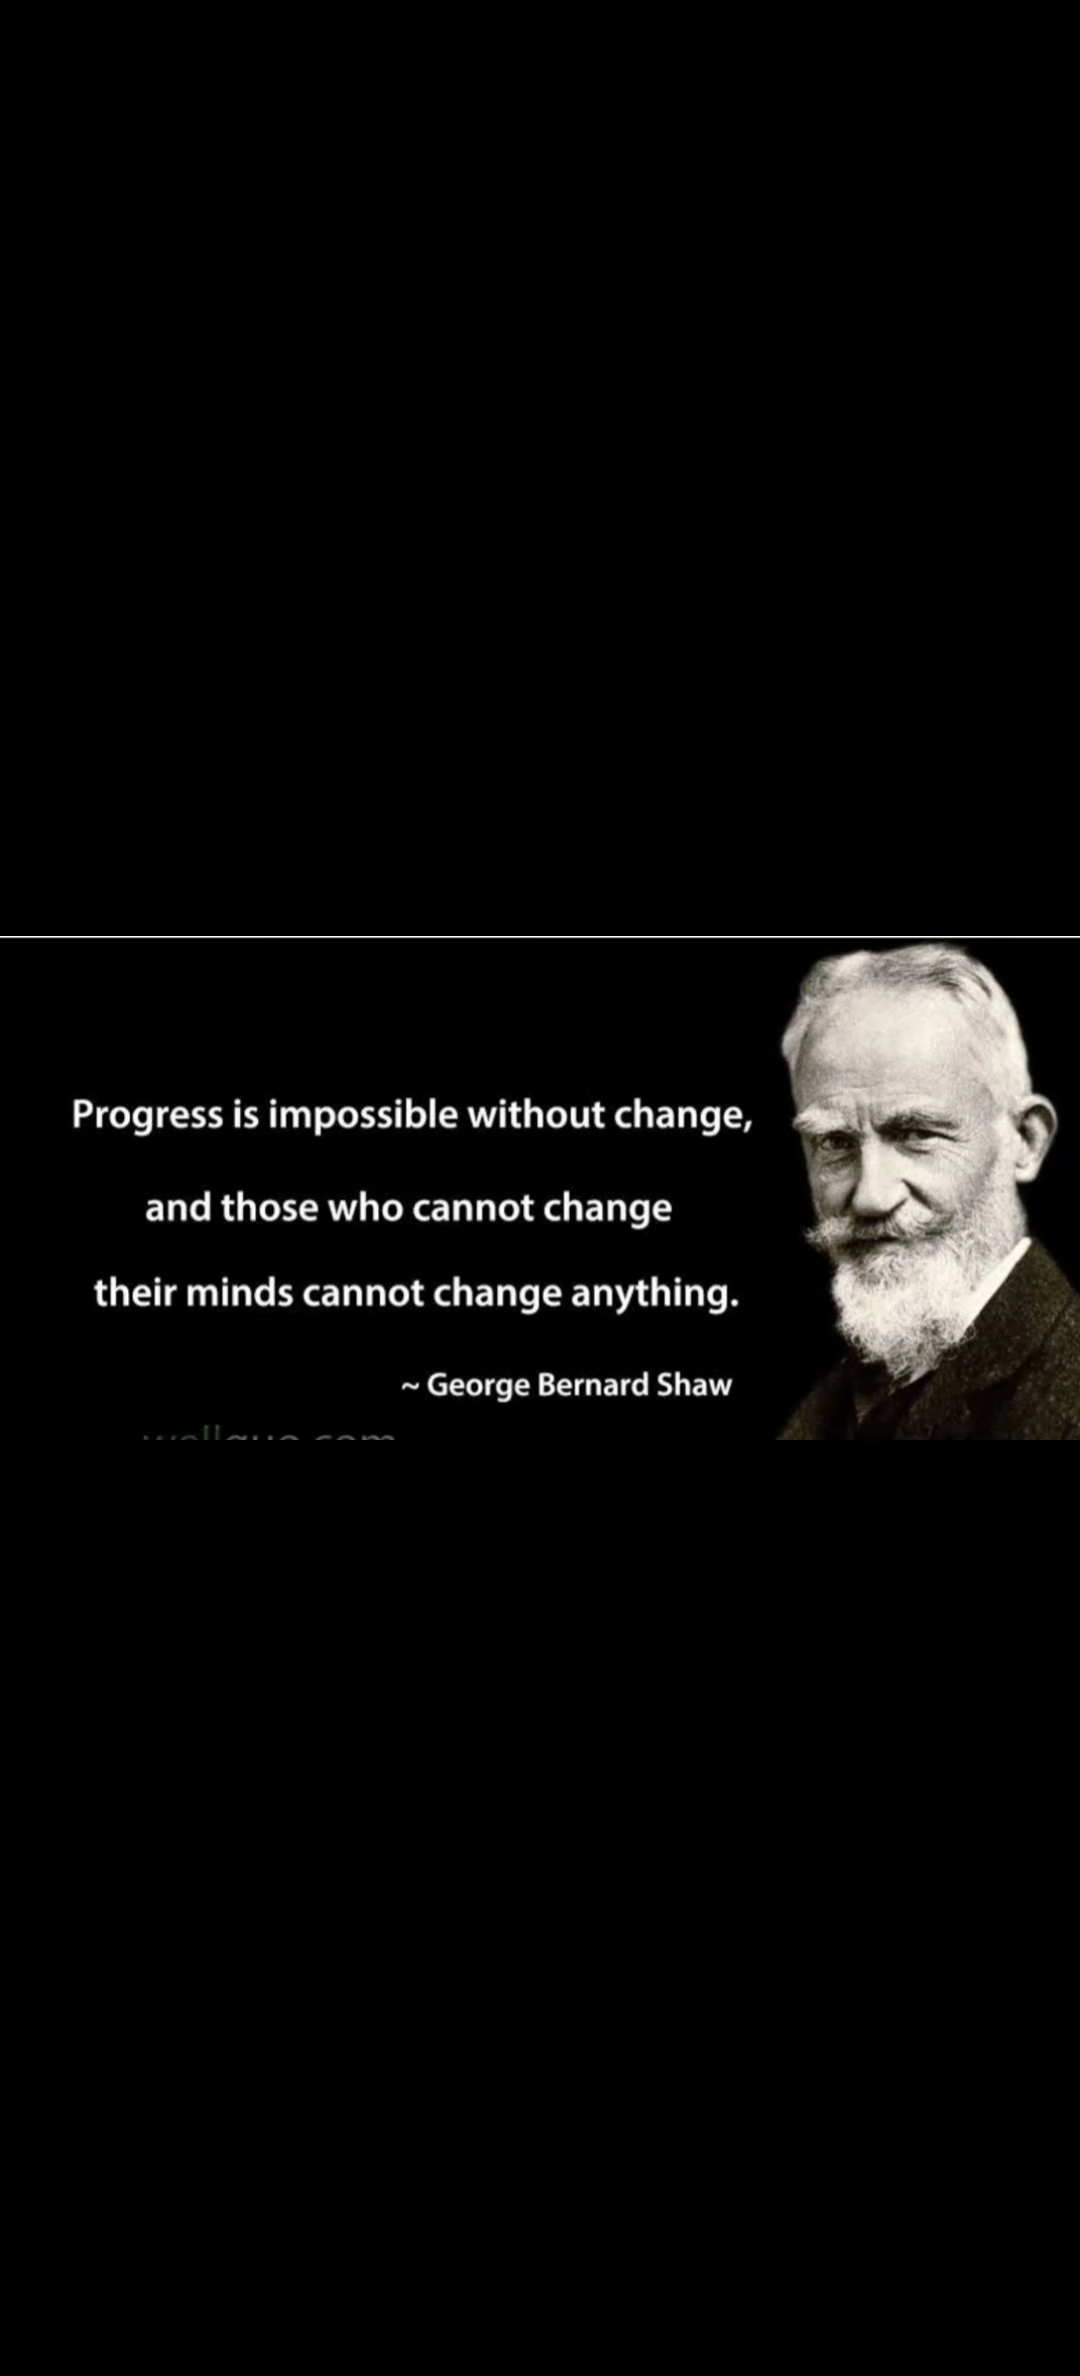 Progress is impossible without change,
and those who cannot change
their minds cannot change anything.
~ George Bernard Shaw